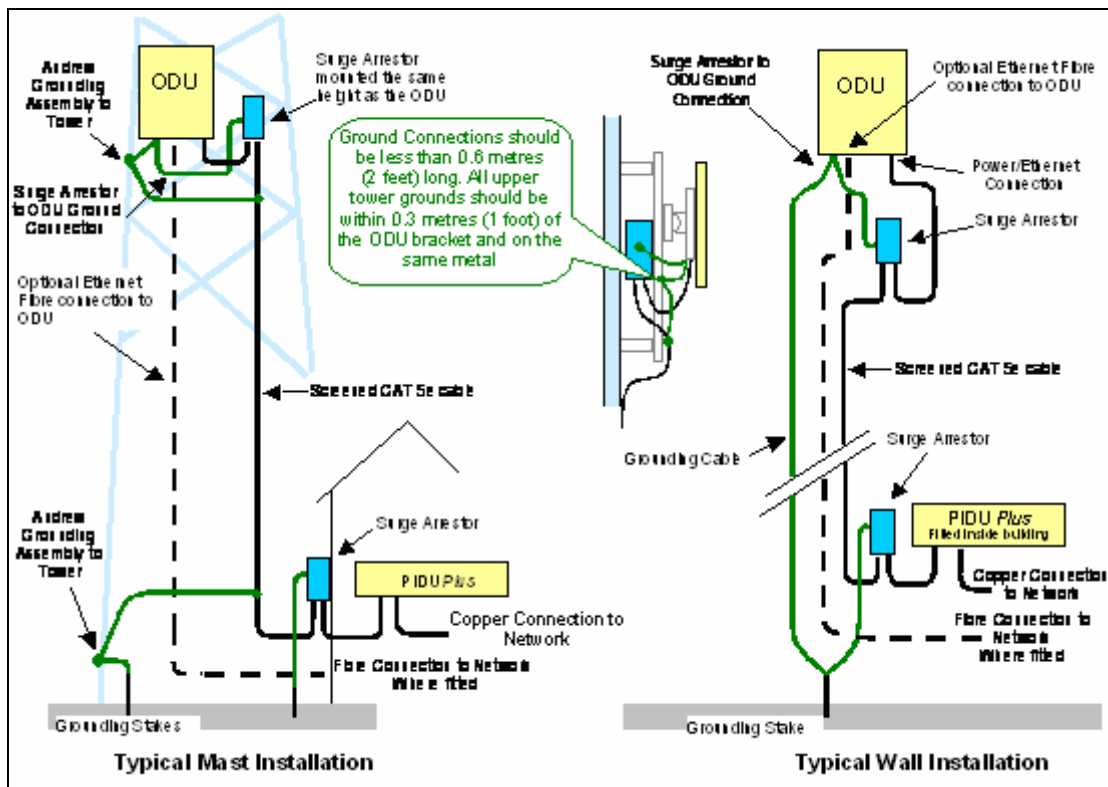 Andrew
Grounding
Assembly to
Tower
ODU
Surge Arrestor
mounted the same
height as the ODU
Surge Arrestor
to ODU Ground
Connection
Optional Ethernet
Fibre connection to
ODU
Ground Connections should
be less than 0.6 metres
(2 feet) long. All upper
tower grounds should be
within 0.3 metres (1 foot) of
the ODU bracket and on the
same metal
Screened CAT 5e cable
Andrew
Grounding
Assembly to
Tower
Surge Arrestor
PIDU Plus
Copper Connection to
Network
Fibre Connection to Network
Where fitted
Grounding Stakes
Typical Mast Installation
Surge Arrestor to
ODU Ground
Connection
ODU
Optional Ethernet Fibre
connection to ODU
Power/Ethernet
Connection
Surge Arrestor
Screened CAT 5e cable
Grounding Cable
Surge Arrestor
PIDU Plus
Fitted inside building
Copper Connection
to Network
Fibre Connection to
Network
Where fitted
Grounding Stake
Typical Wall Installation